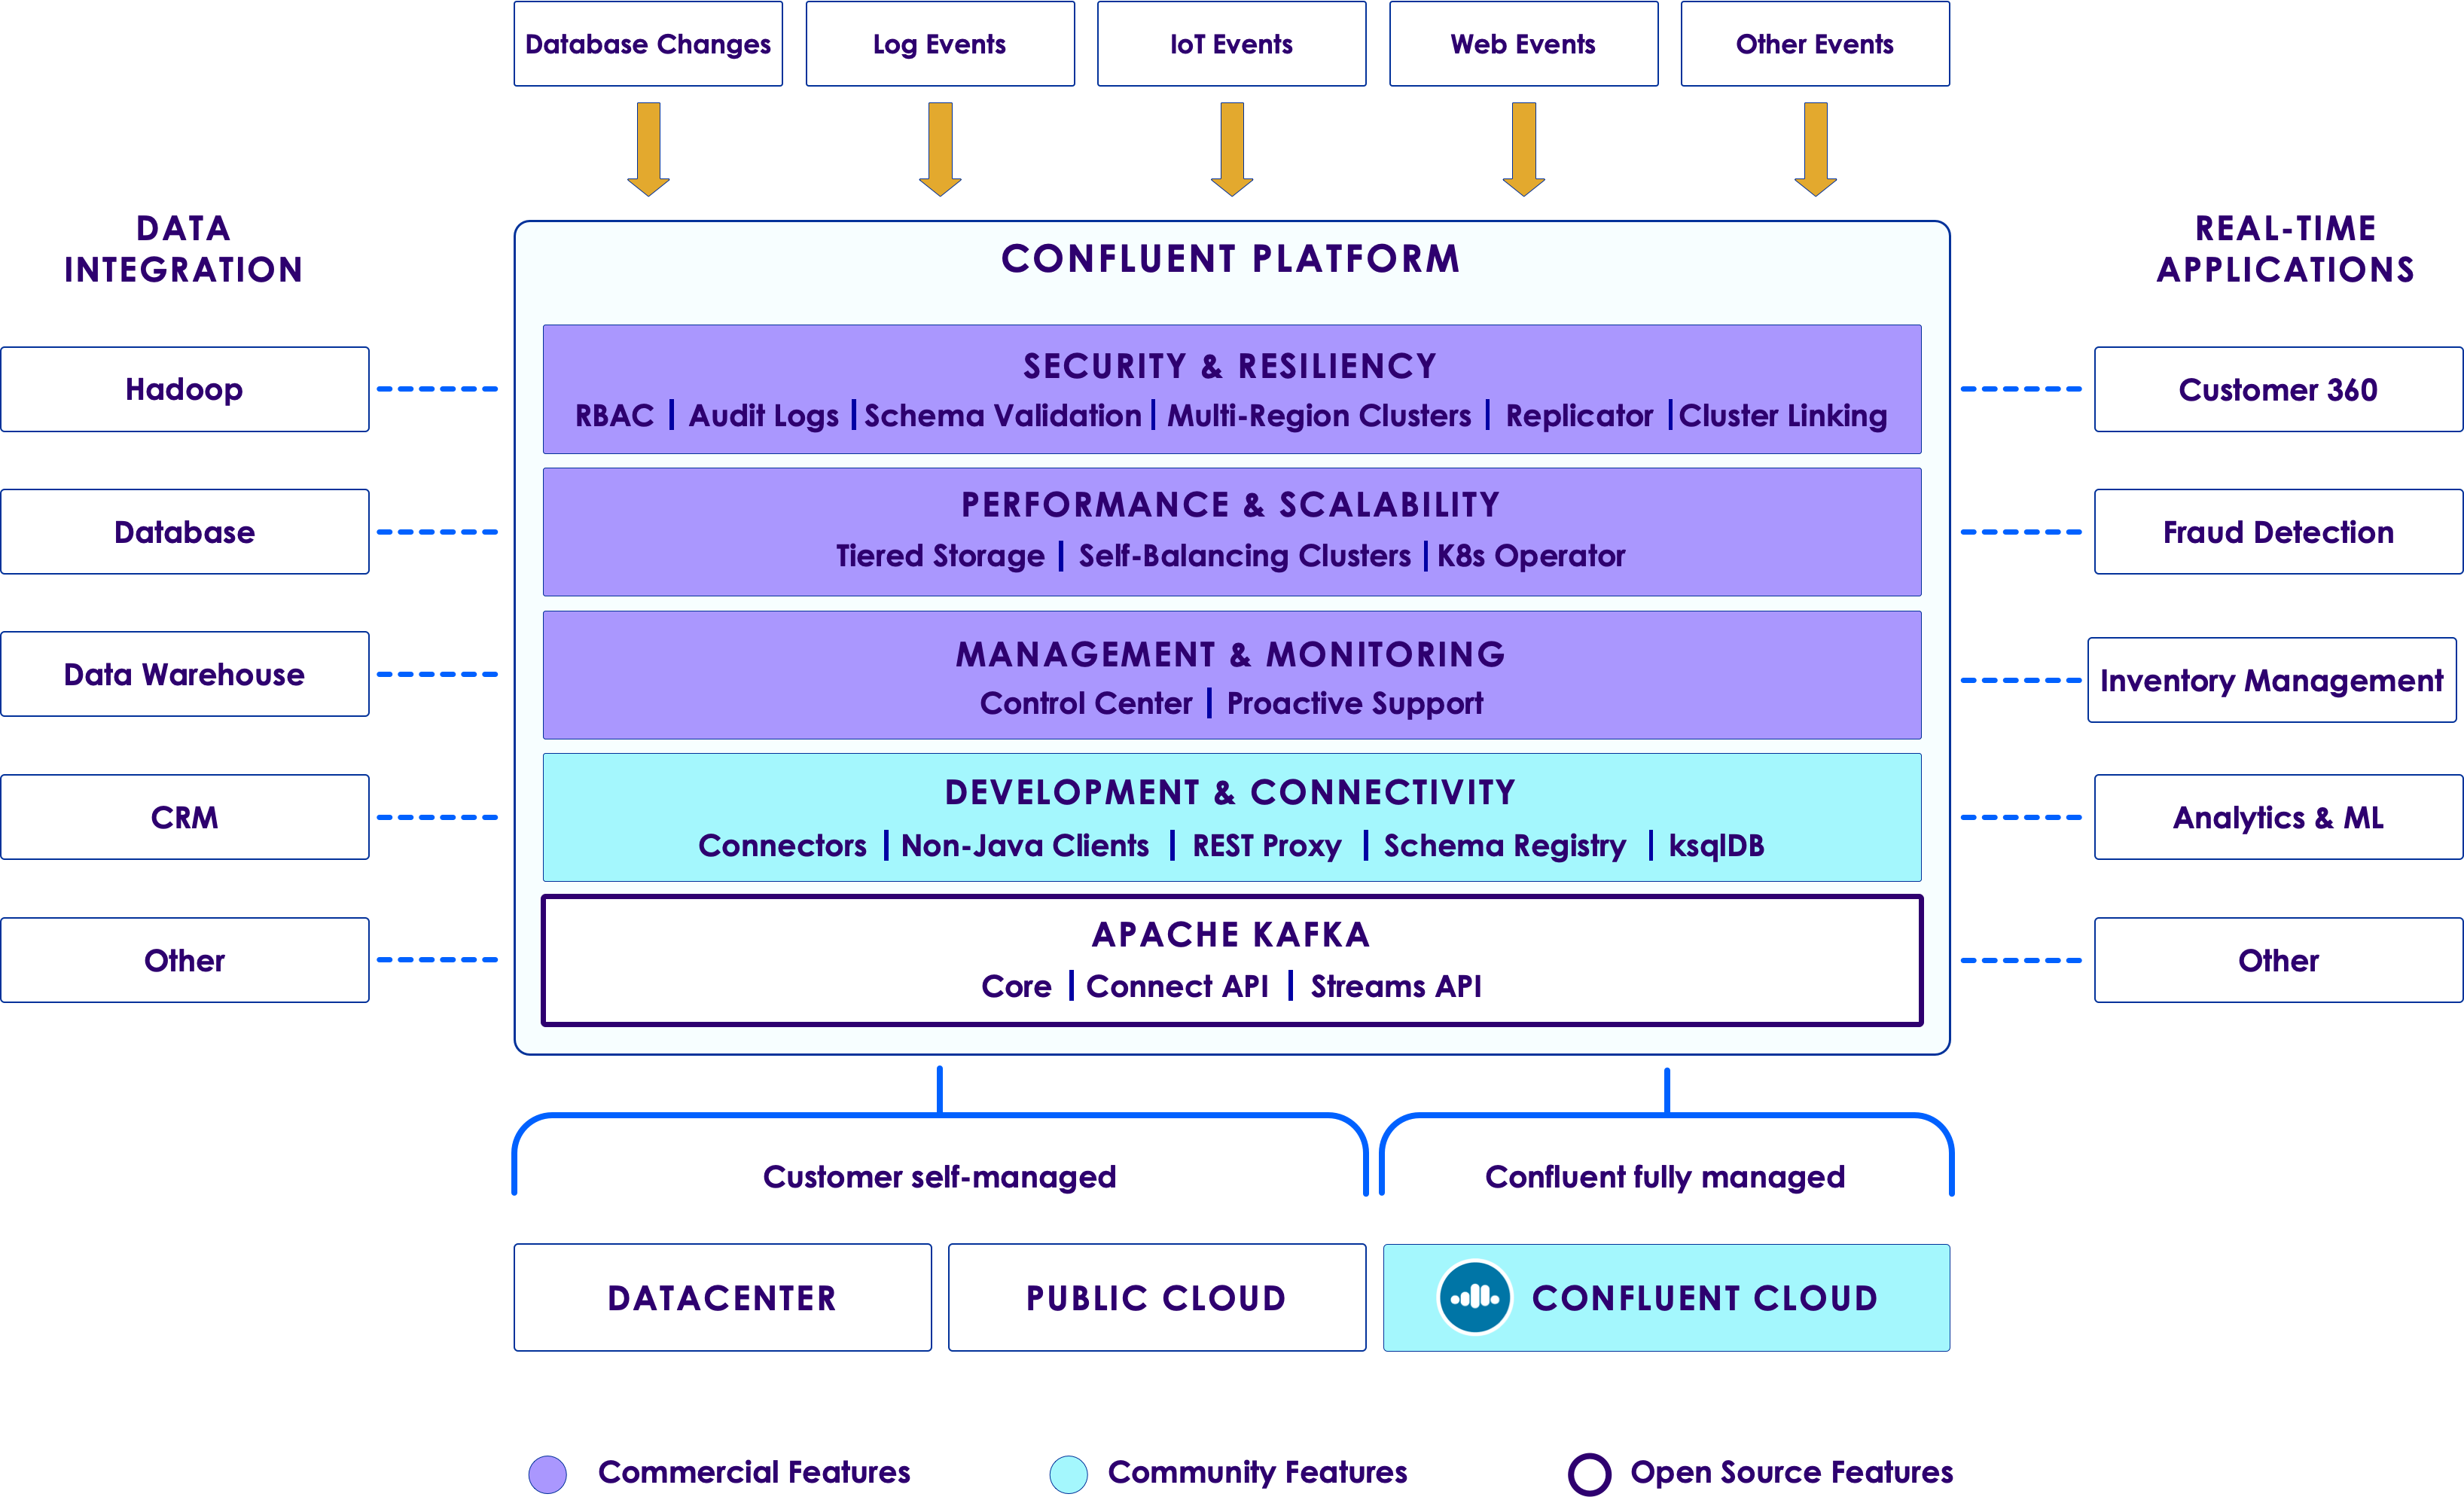 Database Changes
Log Events
IoT Events
Web Events
Other Events
DATA
INTEGRATION
Hadoop
Database
Data Warehouse
CRM
Other
CONFLUENT PLATFORM
SECURITY & RESILIENCY
RBAC | Audit Logs | Schema Validation | Multi-Region Clusters | Replicator | Cluster Linking
PERFORMANCE & SCALABILITY
Tiered Storage | Self-Balancing Clusters | K8s Operator
MANAGEMENT & MONITORING
Control Center | Proactive Support
DEVELOPMENT & CONNECTIVITY
Connectors | Non-Java Clients | REST Proxy | Schema Registry | ksqlDB
APACHE KAFKA
Core | Connect API | Streams API
REAL-TIME
APPLICATIONS
Customer 360
Fraud Detection
Inventory Management
Analytics & ML
Other
Customer self-managed
Confluent fully managed
DATACENTER
PUBLIC CLOUD
CONFLUENT CLOUD
Commercial Features
Community Features
Open Source Features